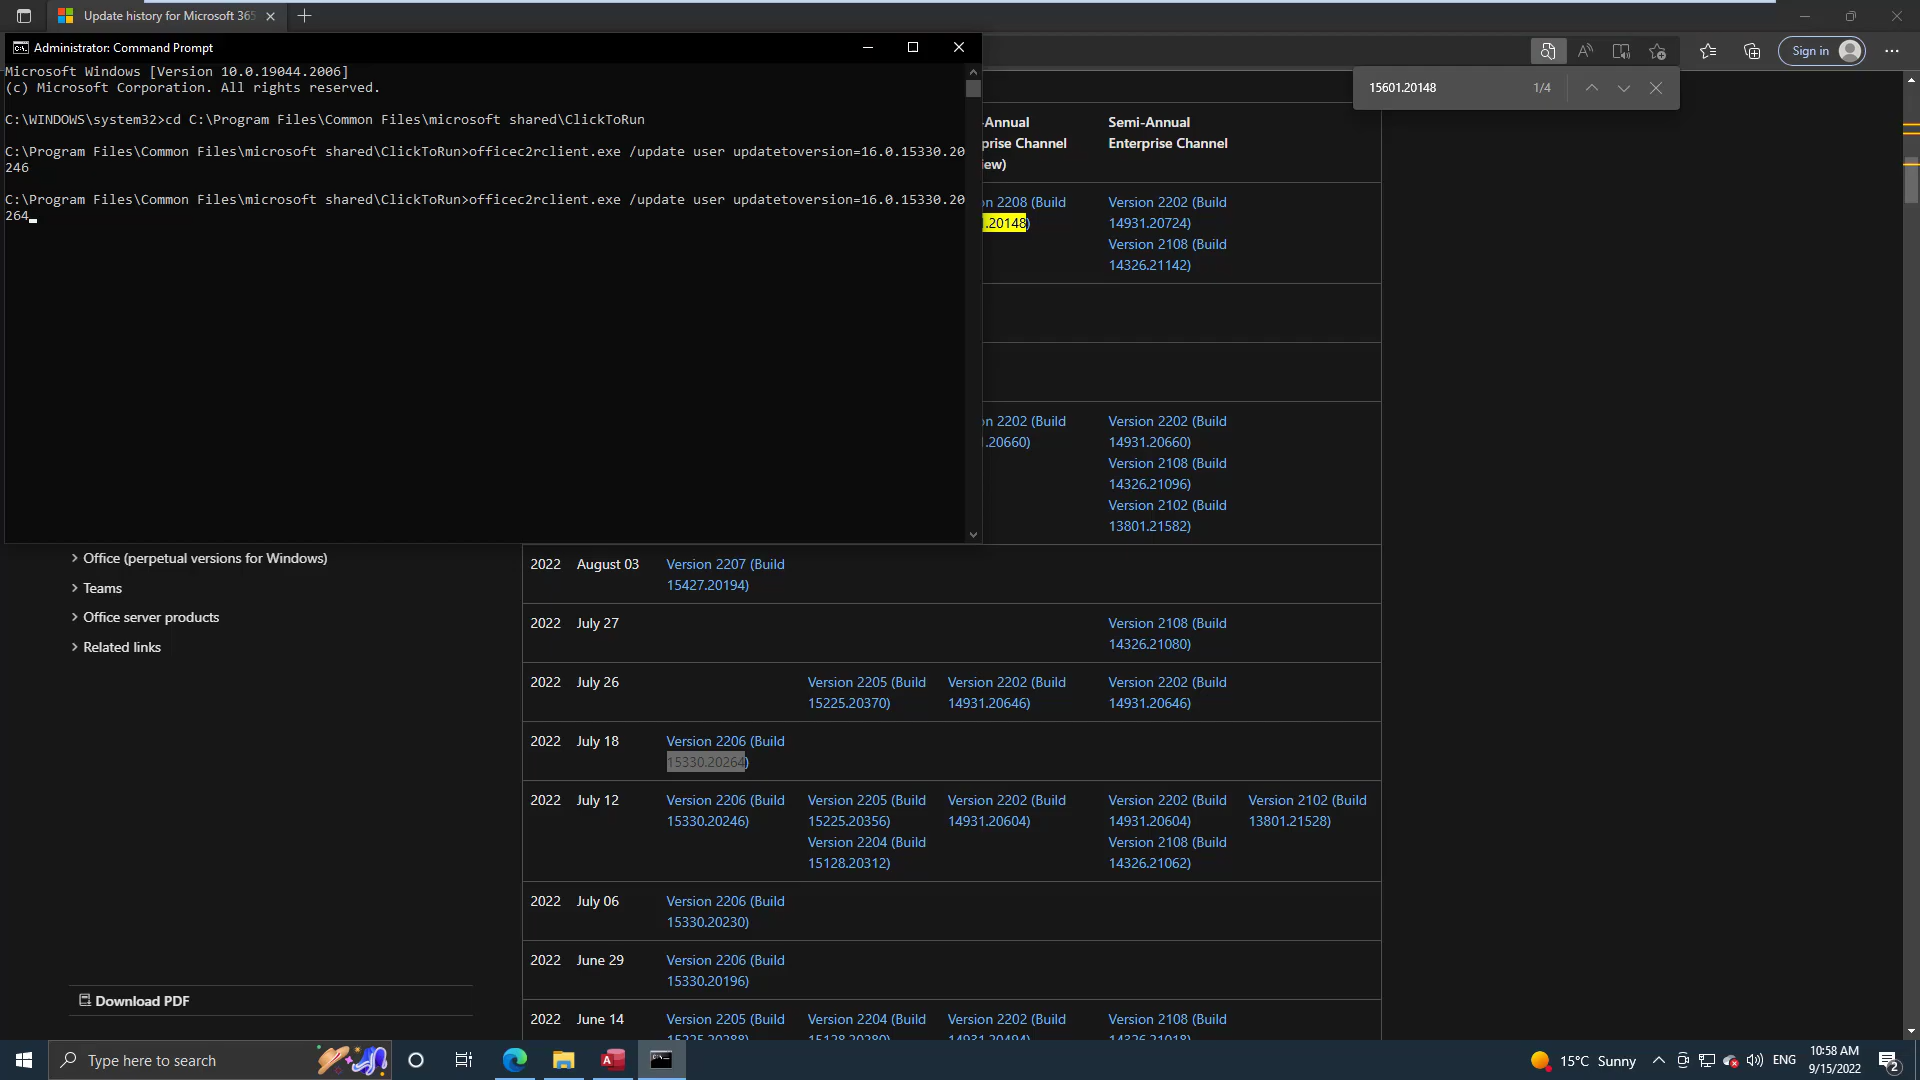 Update history for Microsoft 365
Administrator: Command Prompt
Sign in
Microsoft Windows [Version 10.0.19044.2006]
(c) Microsoft Corporation. All rights reserved.
15601.20148
1/4
C:\WINDOWS\system32>cd C:\Program Files\Common Files\microsoft shared\ClickToRun
C:\Program Files\Common Files\microsoft shared\ClickToRun>officec2rclient.exe /update user updatetoversion=16.0.15330.20
246
C:\Program Files\Common Files\microsoft shared\ClickToRun>officec2rclient.exe /update user updatetoversion=16.0.15330.20
264
-Annual
prise Channel
iew)
Semi-Annual
Enterprise Channel
on 2208 (Build
1.20148)
Version 2202 (Build
14931.20724)
Version 2108 (Build
14326.21142)
on 2202 (Build
.20660)
Version 2202 (Build
14931.20660)
Version 2108 (Build
14326.21096)
Version 2102 (Build
13801.21582)
Office (perpetual versions for Windows)
Teams
Office server products
Related links
Download PDF
2022 August 03 Version 2207 (Build
15427.20194)
2022 July 27 Version 2108 (Build
14326.21080)
2022 July 26 Version 2205 (Build Version 2202 (Build Version 2202 (Build
15225.20370) 14931.20646) 14931.20646)
2022 July 18 Version 2206 (Build
15330.20264)
2022 July 12 Version 2206 (Build Version 2205 (Build Version 2202 (Build Version 2202 (Build Version 2102 (Build
15330.20246) 15225.20356) 14931.20604) 14931.20604) 13801.21528)
Version 2204 (Build Version 2108 (Build
15128.20312) 14326.21062)
2022 July 06 Version 2206 (Build
15330.20230)
2022 June 29 Version 2206 (Build
15330.20196)
2022 June 14 Version 2205 (Build Version 2204 (Build Version 2202 (Build Version 2108 (Build
15225.20288) 15128.20280) 14931.20494) 14326.21018)
Type here to search
15°C Sunny
ENG
10:58 AM
9/15/2022
2